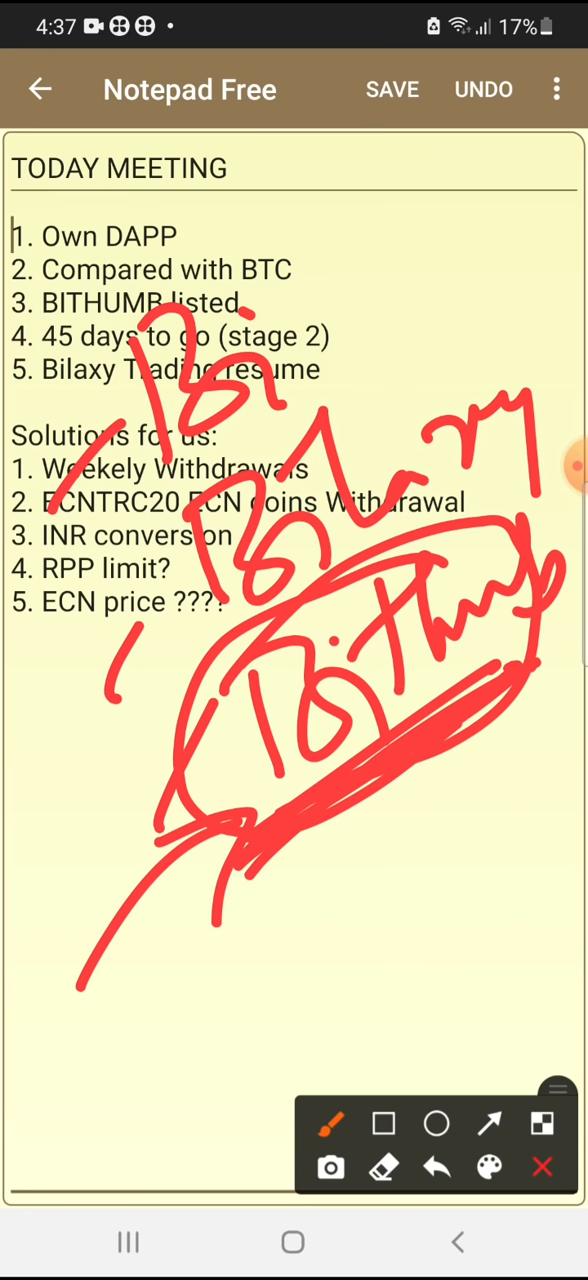 4:37
17%
Notepad Free SAVE UNDO
TODAY MEETING
1. Own DAPP
2. Compared with BTC
3. BITHUMB listed
4. 45 days to go (stage 2)
5. Bilaxy Trading resume
Solutions for us:
1. Weekely Withdrawals
2. ECNTRC20 ECN coins Withdrawal
3. INR conversion
4. RPP limit?
5. ECN price ????
Bi
Bilaxy
Bithumb